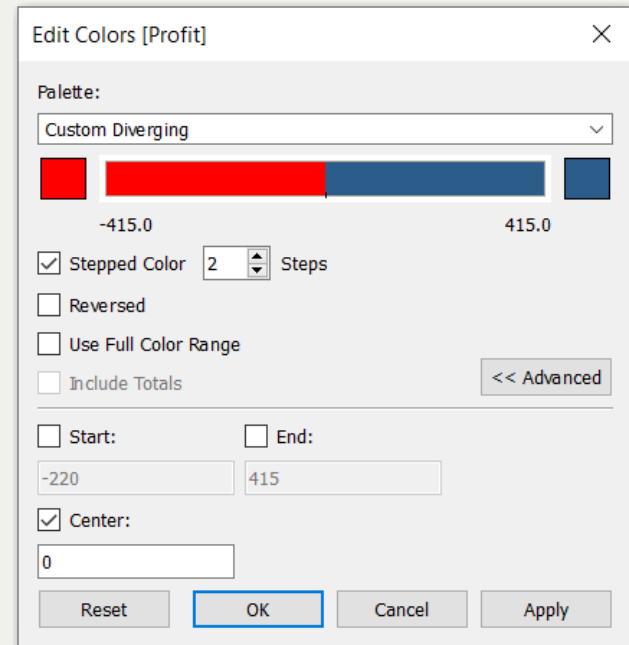 Edit Colors [Profit]
Palette:
Custom Diverging
-415.0 415.0
Stepped Color 2 Steps
Reversed
Use Full Color Range
Include Totals << Advanced
Start: End:
-220 415
Center:
0
Reset OK Cancel Apply